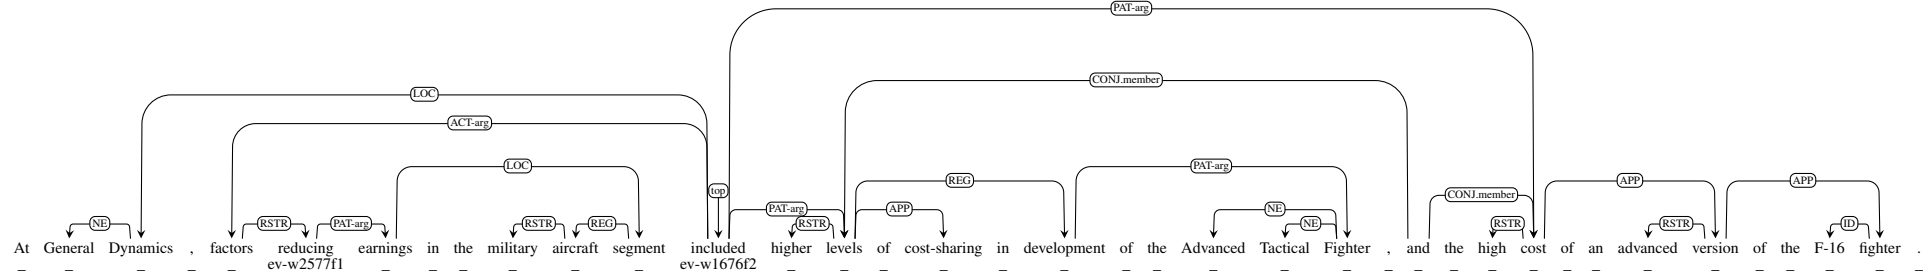 PAT-arg
CONJ.member
LOC
ACT-arg
LOC PAT-arg
top REG APP APP
CONJ.member
PAT-arg APP NE
NE RSTR PAT-arg RSTR REG RSTR NE RSTR RSTR ID
At General Dynamics , factors reducing earnings in the military aircraft segment included higher levels of cost-sharing in development of the Advanced Tactical Fighter , and the high cost of an advanced version of the F-16 fighter .
ev-w2577f1 ev-w1676f2
_ _ _ _ _ _ _ _ _ _ _ _ _ _ _ _ _ _ _ _ _ _ _ _ _ _ _ _ _ _ _ _ _ _ _ _